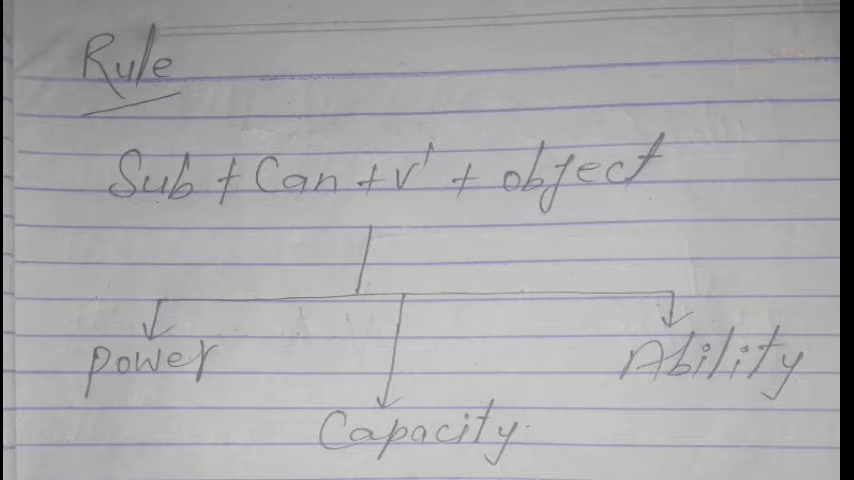 Rule
Sub + Can + V¹ + object
power
Ability
Capacity.